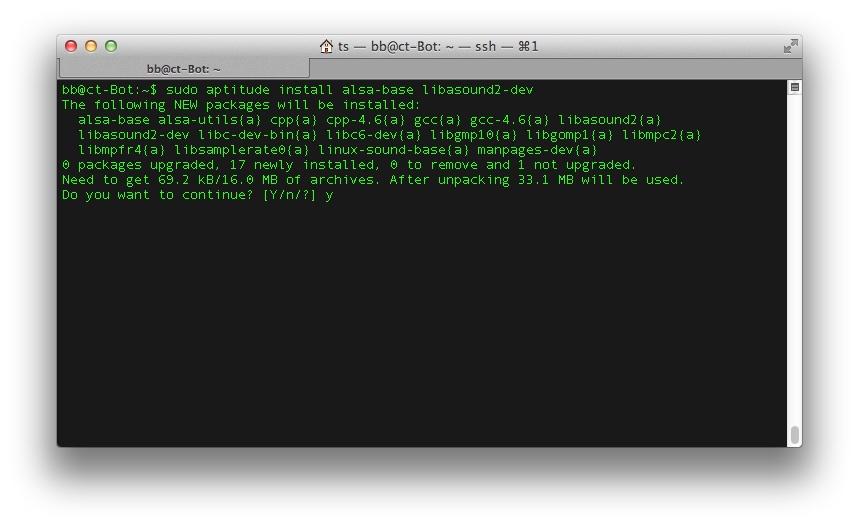 ts — bb@ct-Bot: ~ — ssh — ⌘1
bb@ct-Bot: ~
bb@ct-Bot:~$ sudo aptitude install alsa-base libasound2-dev
The following NEW packages will be installed:
alsa-base alsa-utils{a} cpp{a} cpp-4.6{a} gcc{a} gcc-4.6{a} libasound2{a}
libasound2-dev libc-dev-bin{a} libc6-dev{a} libgmp10{a} libgomp1{a} libmpc2{a}
libmpfr4{a} libsamplerate0{a} linux-sound-base{a} manpages-dev{a}
0 packages upgraded, 17 newly installed, 0 to remove and 1 not upgraded.
Need to get 69.2 kB/16.0 MB of archives. After unpacking 33.1 MB will be used.
Do you want to continue? [Y/n/?] y